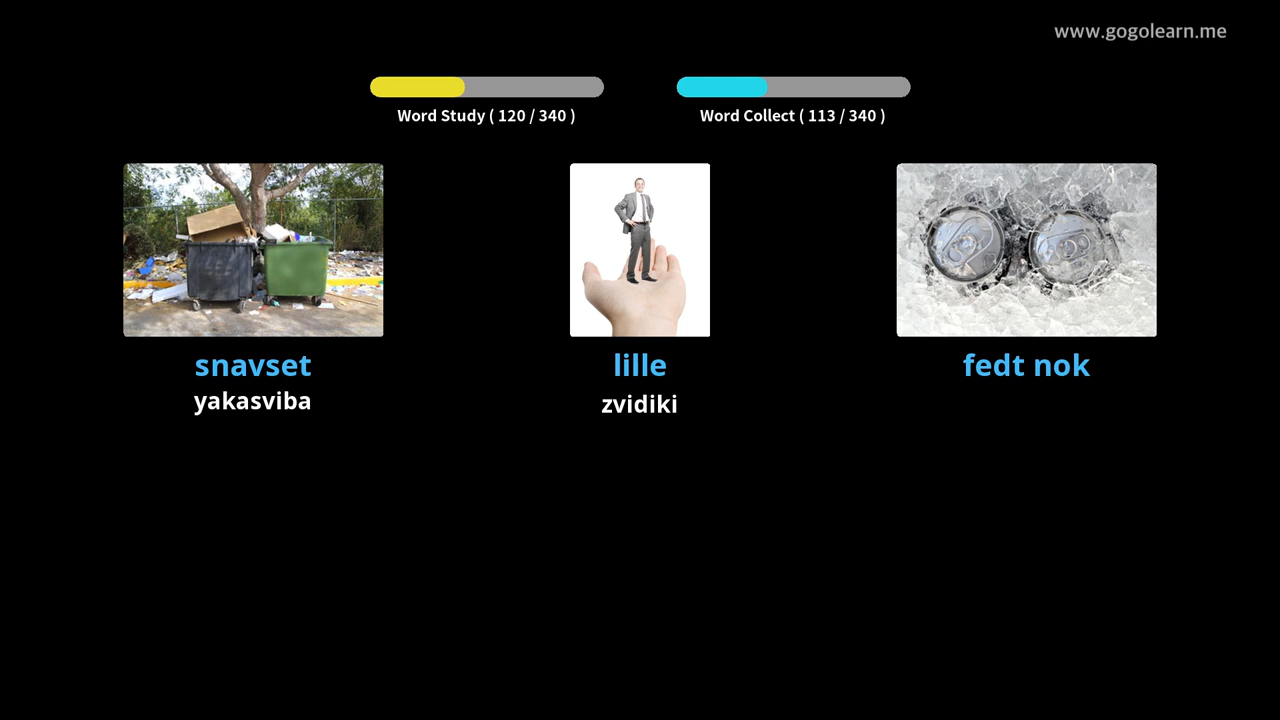 www.gogolearn.me
Word Study ( 120 / 340 )
Word Collect ( 113 / 340 )
snavset
yakasviba
lille
zvidiki
fedt nok